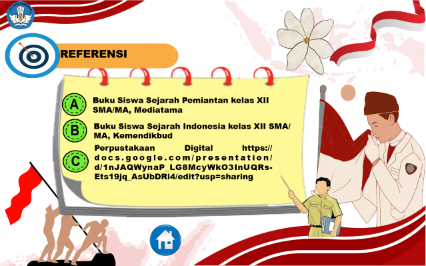 REFERENSI
A
Buku Siswa Sejarah Pemiantan kelas XII
SMA/MA, Mediatama
B
Buku Siswa Sejarah Indonesia kelas XII SMA/
MA, Kemendikbud
C
Perpustakaan Digital https://
docs.google.com/presentation/
d/1nJAQWynaP_LG8McyWkO3InUQRs-
Ets19jq_AsUbDRi4/edit?usp=sharing